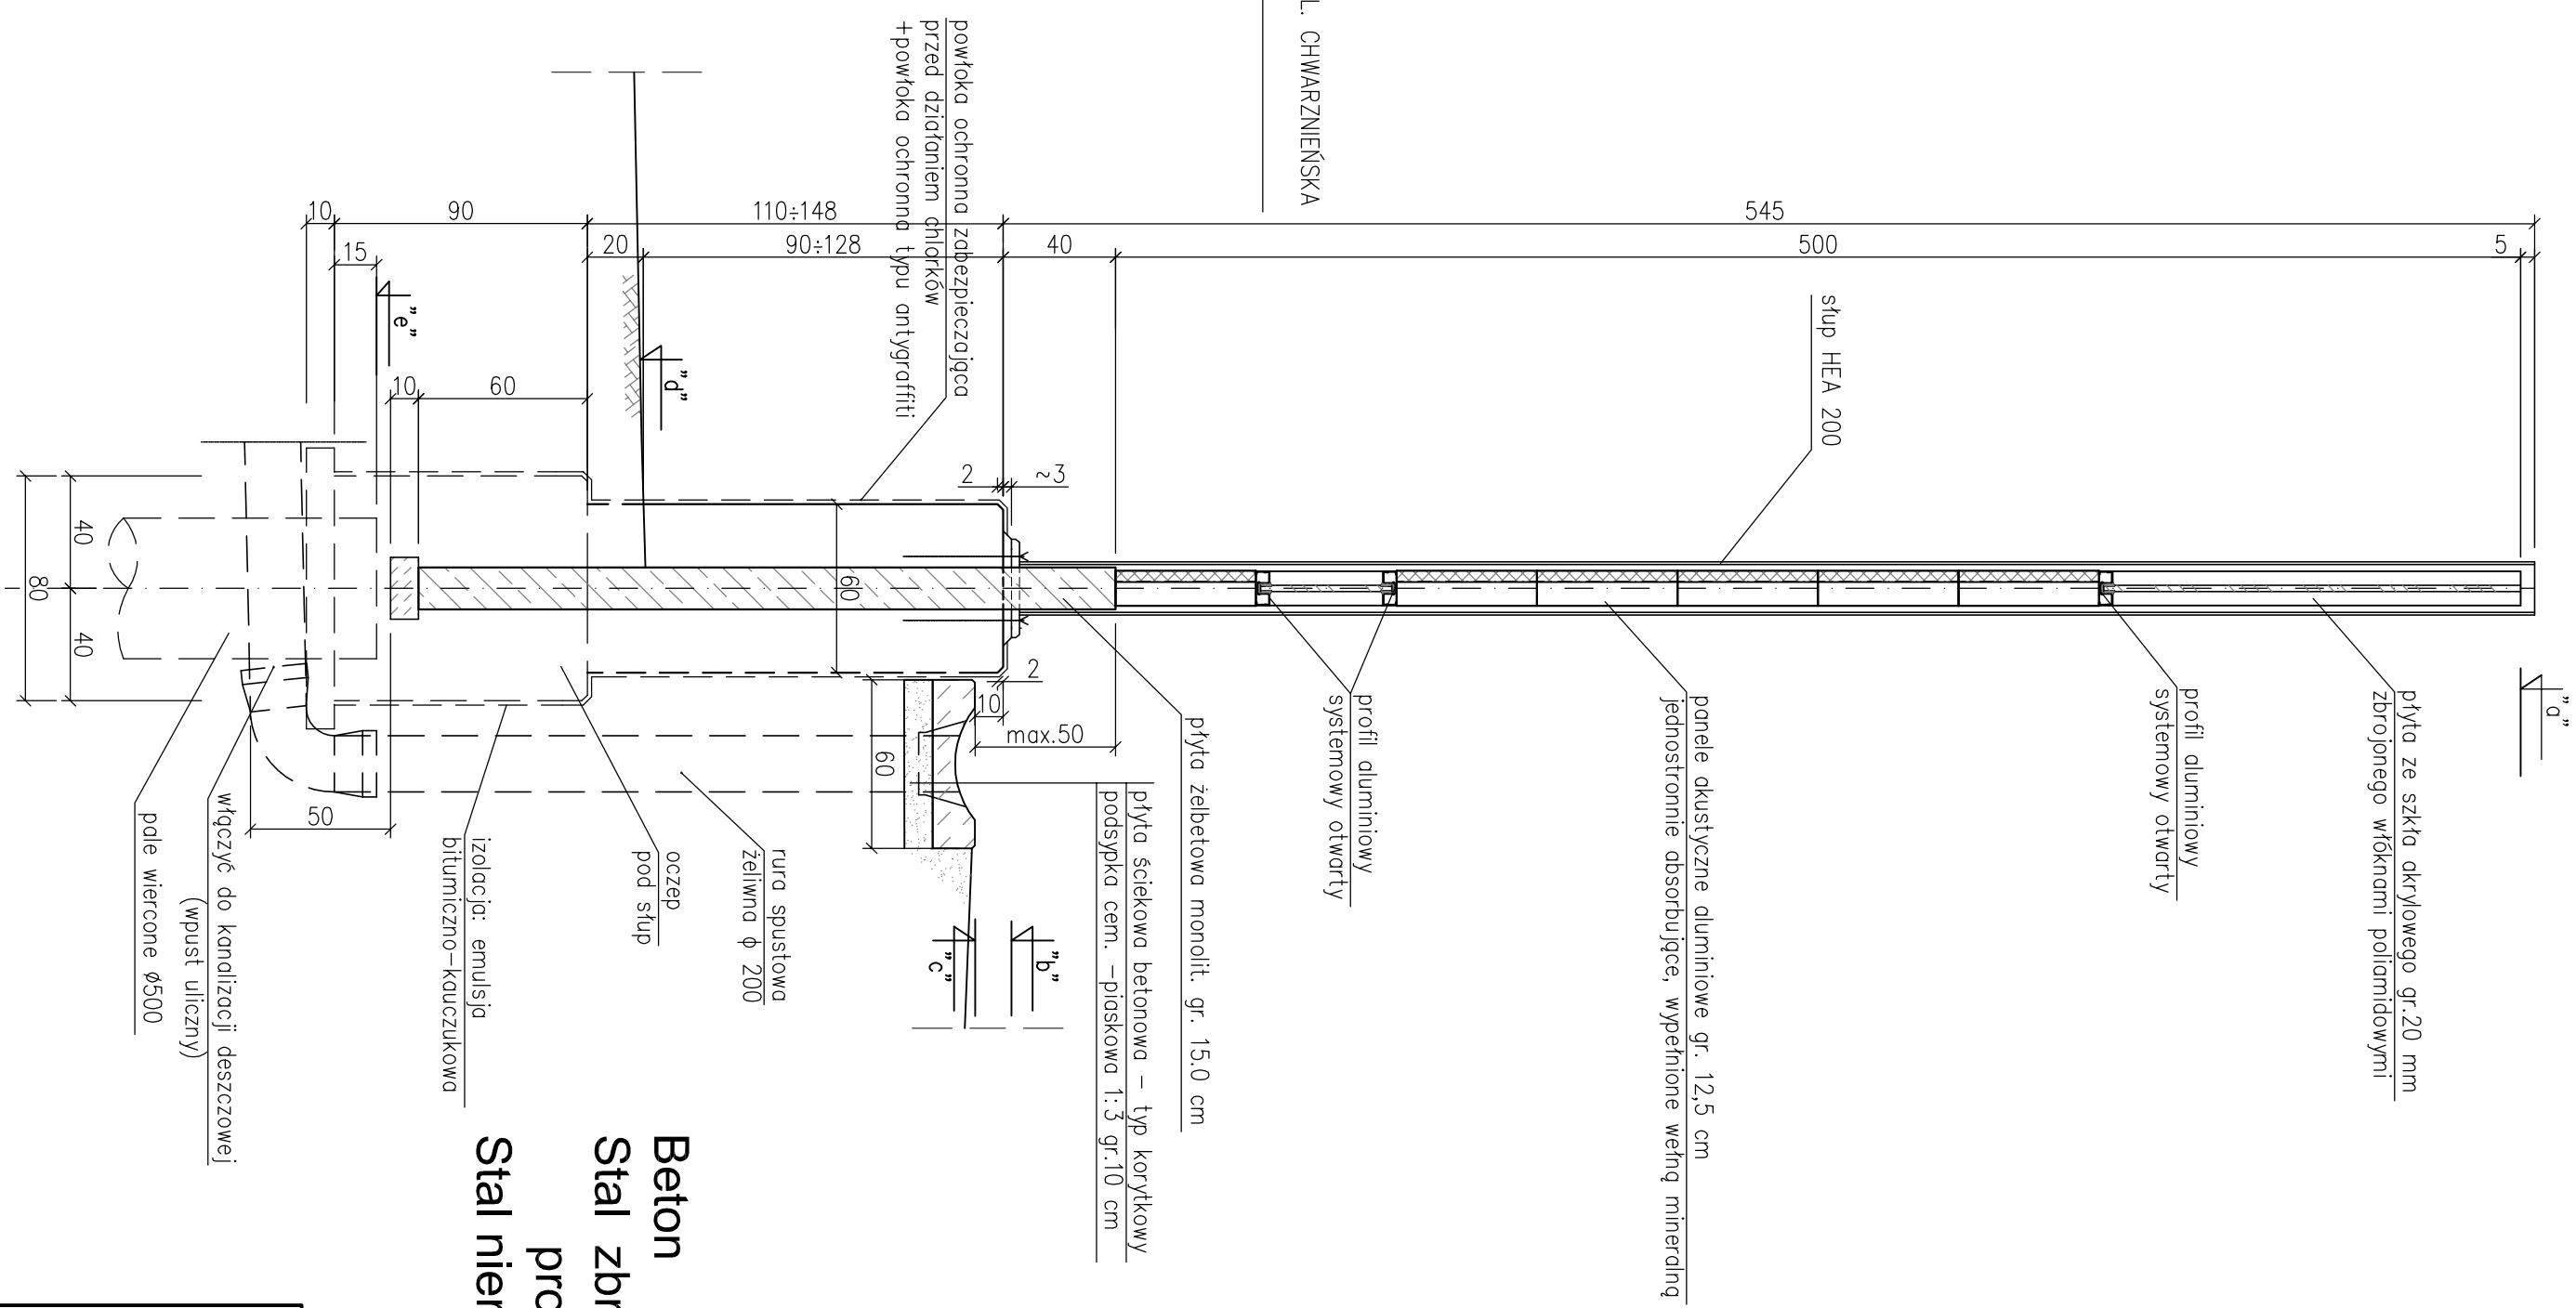 "a"
płyta ze szkła akrylowego gr.20 mm
zbrojonego włóknami poliamidowymi
profil aluminiowy
systemowy otwarty
słup HEA 200
panele akustyczne aluminiowe gr. 12,5 cm
jednostronnie absorbujące, wypełnione wełną mineralną
profil aluminiowy
systemowy otwarty
L. CHWARZNIEŃSKA
płyta żelbetowa monolit. gr. 15.0 cm
płyta ściekowa betonowa - typ korytkowy
podsypka cem. -piaskowa 1:3 gr.10 cm
"b"
"c"
powłoka ochronna zabezpieczająca
przed działaniem chlorków
+powłoka ochronna typu antygraffiti
rura spustowa
żeliwna ϕ 200
"d"
oczep
pod słup
izolacja: emulsja
bitumiczno-kauczukowa
"e"
włączyć do kanalizacji deszczowej
(wpust uliczny)
pale wiercone ø500
545
5
500
40
110÷148
90÷128
20
90
10
15
10
60
2
~3
60
2
10
max.50
60
50
40
40
80
Beton
Stal zbr
pro
Stal nier